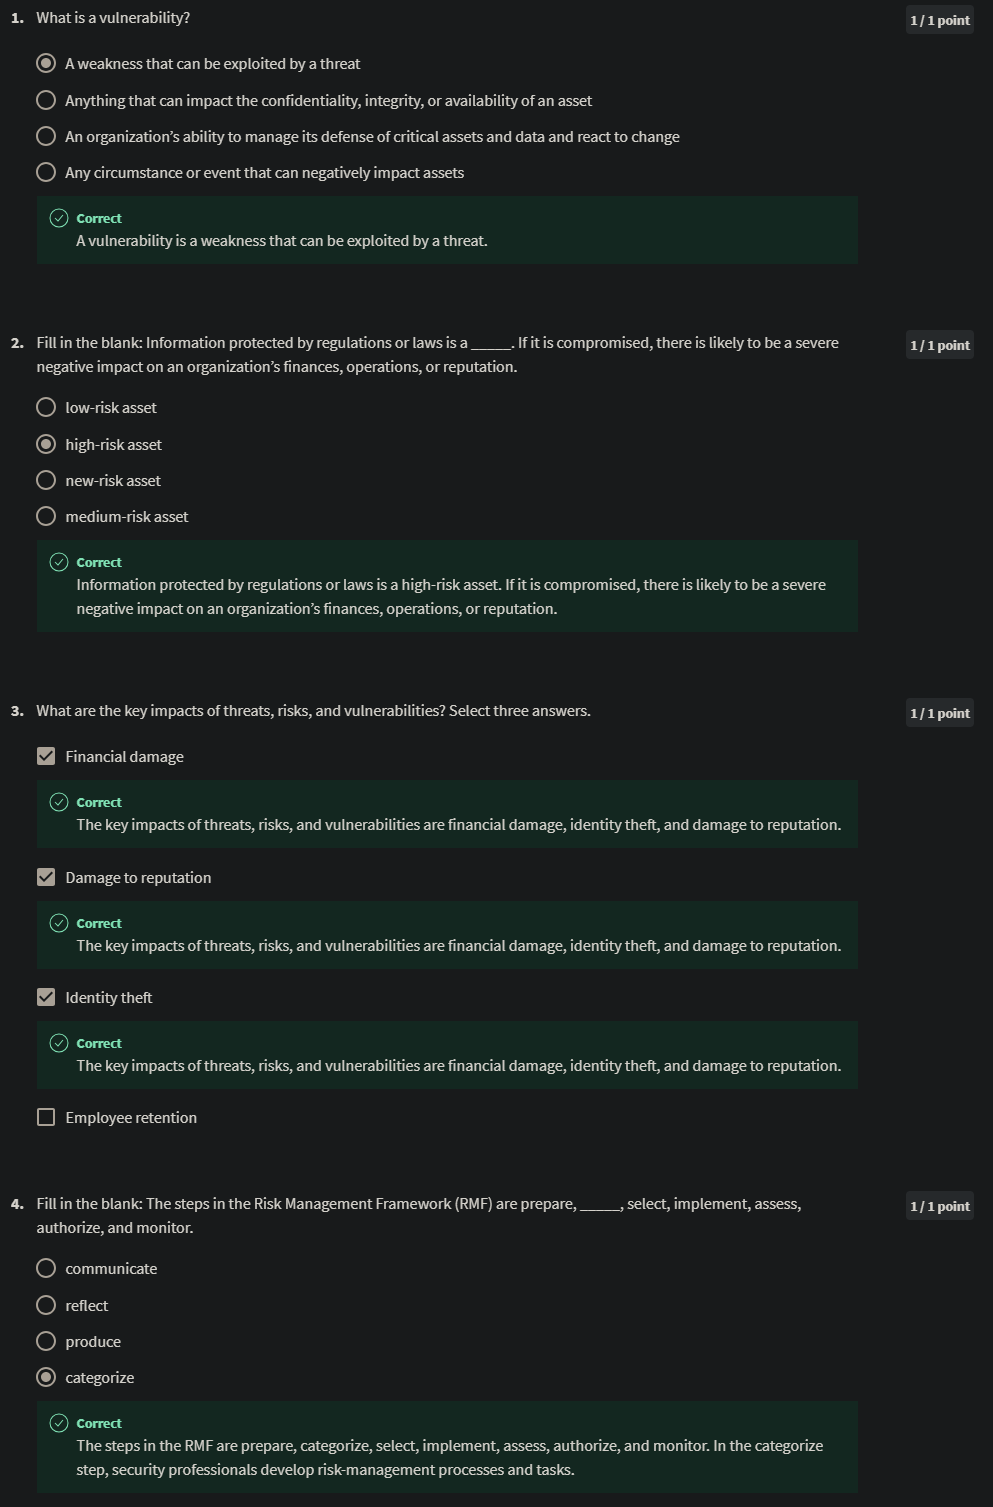 1. What is a vulnerability?
1 / 1 point
A weakness that can be exploited by a threat
Anything that can impact the confidentiality, integrity, or availability of an asset
An organization’s ability to manage its defense of critical assets and data and react to change
Any circumstance or event that can negatively impact assets
Correct
A vulnerability is a weakness that can be exploited by a threat.
2. Fill in the blank: Information protected by regulations or laws is a _____. If it is compromised, there is likely to be a severe
negative impact on an organization’s finances, operations, or reputation.
1 / 1 point
low-risk asset
high-risk asset
new-risk asset
medium-risk asset
Correct
Information protected by regulations or laws is a high-risk asset. If it is compromised, there is likely to be a severe
negative impact on an organization’s finances, operations, or reputation.
3. What are the key impacts of threats, risks, and vulnerabilities? Select three answers.
1 / 1 point
Financial damage
Correct
The key impacts of threats, risks, and vulnerabilities are financial damage, identity theft, and damage to reputation.
Damage to reputation
Correct
The key impacts of threats, risks, and vulnerabilities are financial damage, identity theft, and damage to reputation.
Identity theft
Correct
The key impacts of threats, risks, and vulnerabilities are financial damage, identity theft, and damage to reputation.
Employee retention
4. Fill in the blank: The steps in the Risk Management Framework (RMF) are prepare, _____, select, implement, assess,
authorize, and monitor.
1 / 1 point
communicate
reflect
produce
categorize
Correct
The steps in the RMF are prepare, categorize, select, implement, assess, authorize, and monitor. In the categorize
step, security professionals develop risk-management processes and tasks.